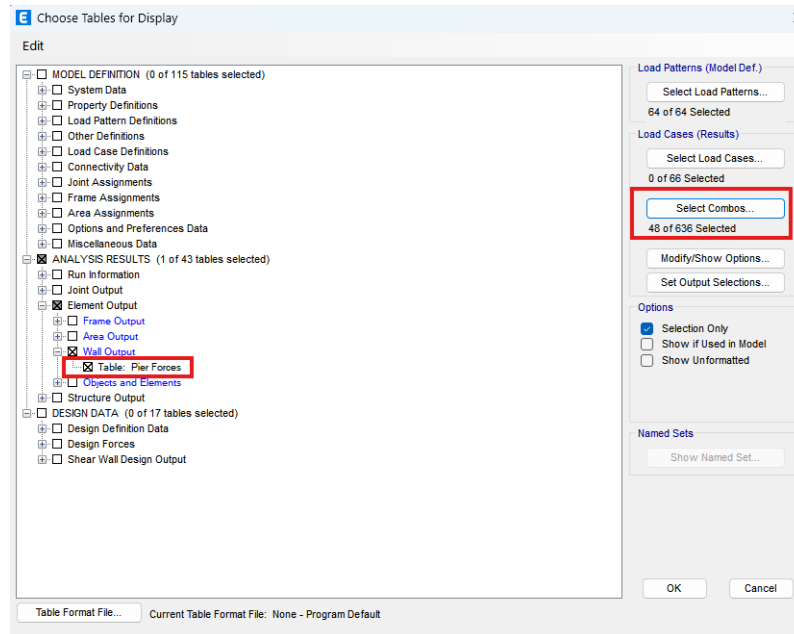 Choose Tables for Display
Edit
MODEL DEFINITION (0 of 115 tables selected)
System Data
Property Definitions
Load Pattern Definitions
Other Definitions
Load Case Definitions
Connectivity Data
Joint Assignments
Frame Assignments
Area Assignments
Options and Preferences Data
Miscellaneous Data
ANALYSIS RESULTS (1 of 43 tables selected)
Run Information
Joint Output
Element Output
Frame Output
Area Output
Wall Output
Table: Pier Forces
Objects and Elements
Structure Output
DESIGN DATA (0 of 17 tables selected)
Design Definition Data
Design Forces
Shear Wall Design Output
Load Patterns (Model Def.)
Select Load Patterns...
64 of 64 Selected
Load Cases (Results)
Select Load Cases...
0 of 66 Selected
Select Combos...
48 of 636 Selected
Modify/Show Options...
Set Output Selections...
Options
Selection Only
Show if Used in Model
Show Unformatted
Named Sets
Show Named Set...
OK Cancel
Table Format File... Current Table Format File: None - Program Default